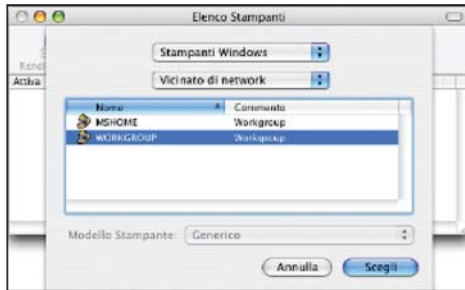 Elenco Stampanti
Stampanti Windows
Vicinato di network
Attiva
Nome Commento
MSHOME Workgroup
WORKGROUP Workgroup
Modello Stampante: Generico
Annulla Scegli